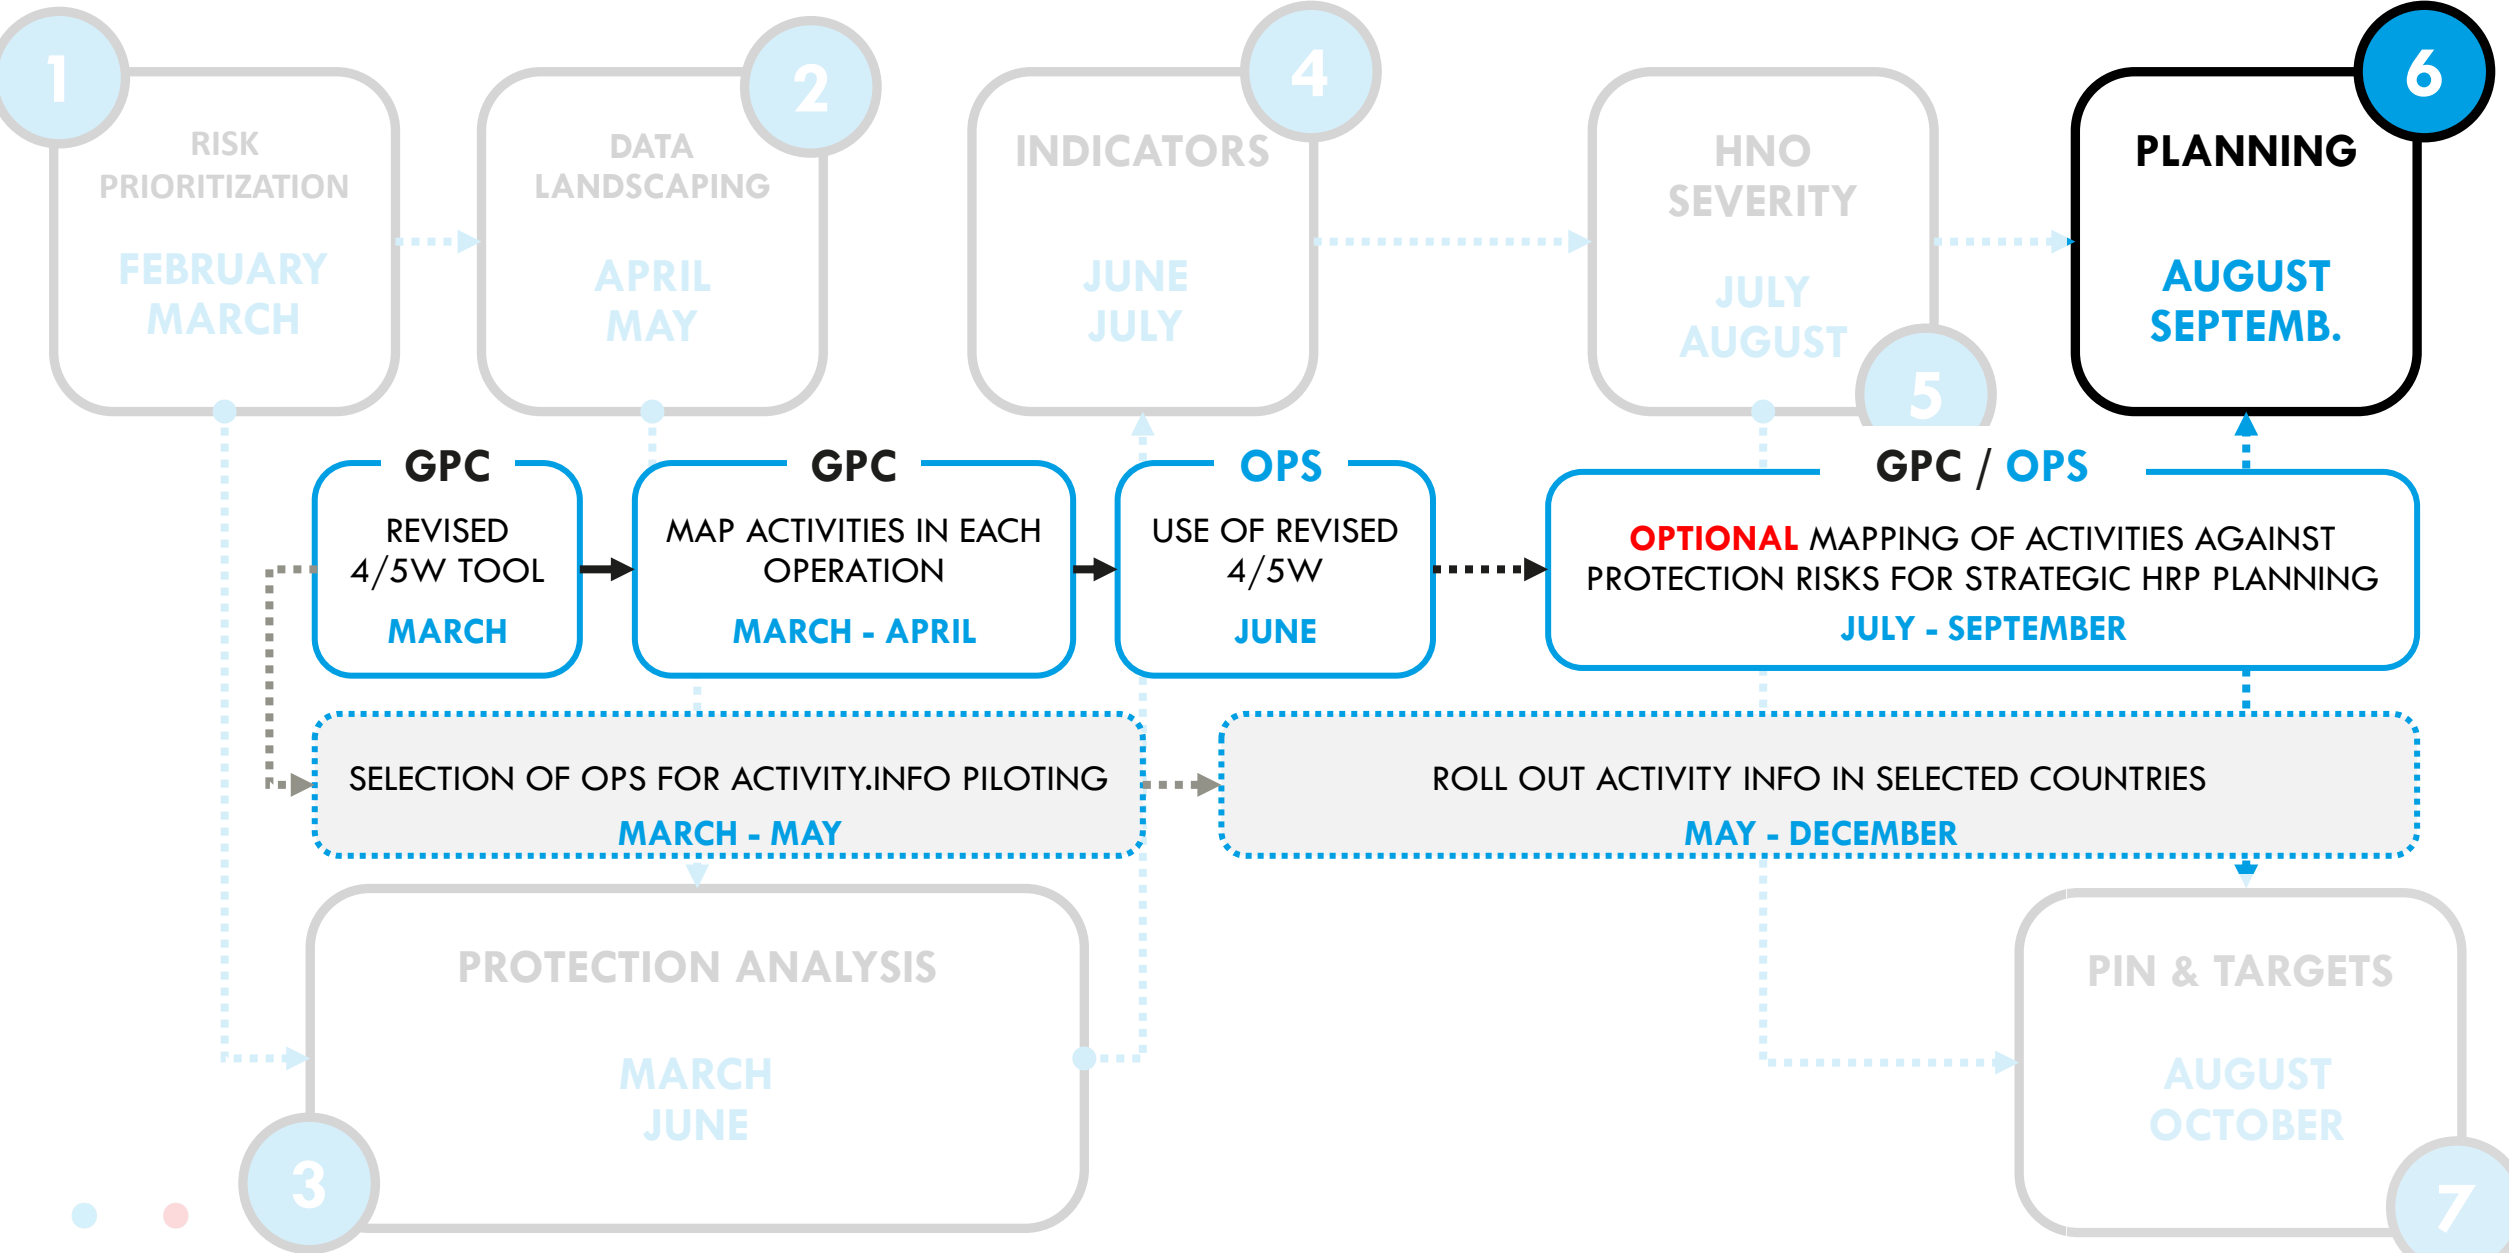 1
RISK
PRIORITIZATION
FEBRUARY
MARCH
2
DATA
LANDSCAPING
APRIL
MAY
4
INDICATORS
JUNE
JULY
HNO
SEVERITY
JULY
AUGUST
5
6
PLANNING
AUGUST
SEPTEMB.
GPC
REVISED
4/5W TOOL
MARCH
GPC
MAP ACTIVITIES IN EACH
OPERATION
MARCH - APRIL
OPS
USE OF REVISED
4/5W
JUNE
GPC / OPS
OPTIONAL MAPPING OF ACTIVITIES AGAINST
PROTECTION RISKS FOR STRATEGIC HRP PLANNING
JULY - SEPTEMBER
SELECTION OF OPS FOR ACTIVITY.INFO PILOTING
MARCH - MAY
ROLL OUT ACTIVITY INFO IN SELECTED COUNTRIES
MAY - DECEMBER
PROTECTION ANALYSIS
MARCH
JUNE
3
PIN & TARGETS
AUGUST
OCTOBER
7